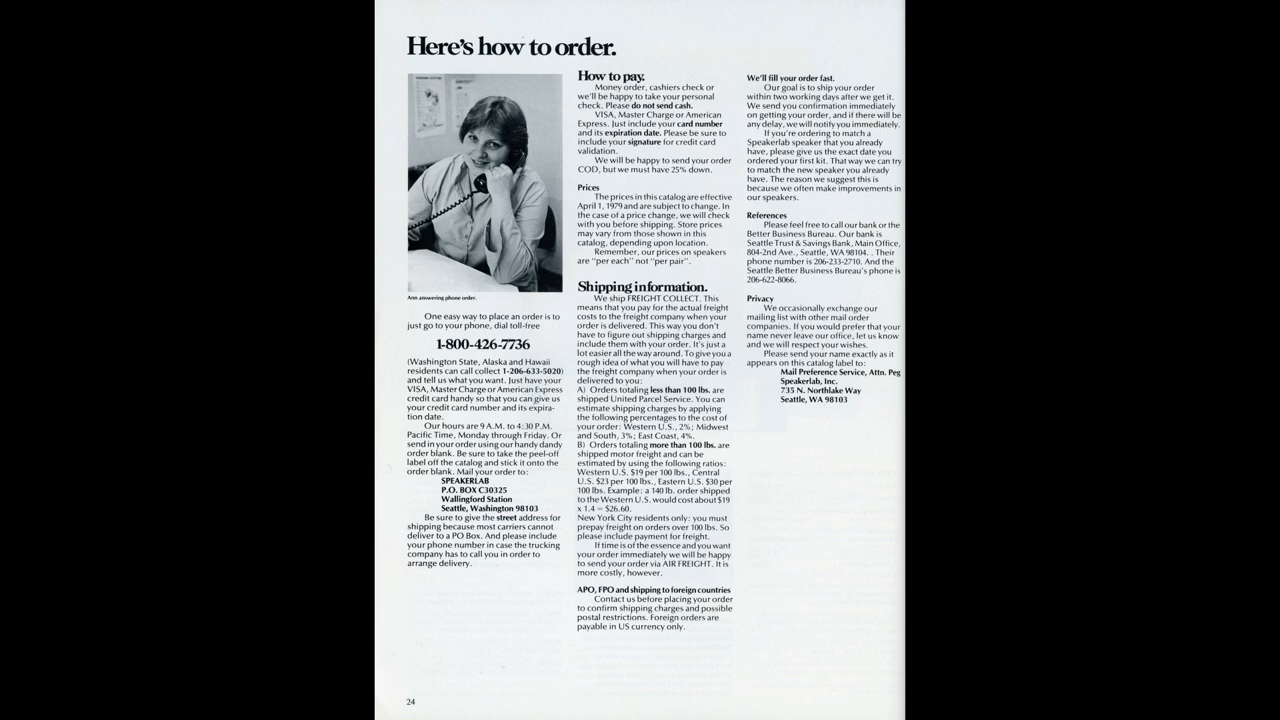 Here's how to order.
Ann answering phone order.
One easy way to place an order is to
just go to your phone, dial toll-free
1-800-426-7736
(Washington State, Alaska and Hawaii
residents can call collect 1-206-633-5020)
and tell us what you want. Just have your
VISA, Master Charge or American Express
credit card handy so that you can give us
your credit card number and its expira-
tion date.
Our hours are 9 A.M. to 4:30 P.M.
Pacific Time, Monday through Friday. Or
send in your order using our handy dandy
order blank. Be sure to take the peel-off
label off the catalog and stick it onto the
order blank. Mail your order to:
SPEAKERLAB
P.O. BOX C30325
Wallingford Station
Seattle, Washington 98103
Be sure to give the street address for
shipping because most carriers cannot
deliver to a PO Box. And please include
your phone number in case the trucking
company has to call you in order to
arrange delivery.
How to pay.
Money order, cashiers check or
we'll be happy to take your personal
check. Please do not send cash.
VISA, Master Charge or American
Express. Just include your card number
and its expiration date. Please be sure to
include your signature for credit card
validation.
We will be happy to send your order
COD, but we must have 25% down.
Prices
The prices in this catalog are effective
April 1, 1979 and are subject to change. In
the case of a price change, we will check
with you before shipping. Store prices
may vary from those shown in this
catalog, depending upon location.
Remember, our prices on speakers
are "per each" not "per pair".
Shipping information.
We ship FREIGHT COLLECT. This
means that you pay for the actual freight
costs to the freight company when your
order is delivered. This way you don't
have to figure out shipping charges and
include them with your order. It's just a
lot easier all the way around. To give you a
rough idea of what you will have to pay
the freight company when your order is
delivered to you:
A) Orders totaling less than 100 lbs. are
shipped United Parcel Service. You can
estimate shipping charges by applying
the following percentages to the cost of
your order: Western U.S., 2%; Midwest
and South, 3%; East Coast, 4%.
B) Orders totaling more than 100 lbs. are
shipped motor freight and can be
estimated by using the following ratios:
Western U.S. $19 per 100 lbs., Central
U.S. $23 per 100 lbs., Eastern U.S. $30 per
100 lbs. Example: a 140 lb. order shipped
to the Western U.S. would cost about $19
x 1.4 = $26.60.
New York City residents only: you must
prepay freight on orders over 100 lbs. So
please include payment for freight.
If time is of the essence and you want
your order immediately we will be happy
to send your order via AIR FREIGHT. It is
more costly, however.
APO, FPO and shipping to foreign countries
Contact us before placing your order
to confirm shipping charges and possible
postal restrictions. Foreign orders are
payable in US currency only.
We'll fill your order fast.
Our goal is to ship your order
within two working days after we get it.
We send you confirmation immediately
on getting your order, and if there will be
any delay, we will notify you immediately.
If you're ordering to match a
Speakerlab speaker that you already
have, please give us the exact date you
ordered your first kit. That way we can try
to match the new speaker you already
have. The reason we suggest this is
because we often make improvements in
our speakers.
References
Please feel free to call our bank or the
Better Business Bureau. Our bank is
Seattle Trust & Savings Bank, Main Office,
804-2nd Ave., Seattle, WA 98104. . Their
phone number is 206-233-2710. And the
Seattle Better Business Bureau's phone is
206-622-8066.
Privacy
We occasionally exchange our
mailing list with other mail order
companies. If you would prefer that your
name never leave our office, let us know
and we will respect your wishes.
Please send your name exactly as it
appears on this catalog label to:
Mail Preference Service, Attn. Peg
Speakerlab, Inc.
735 N. Northlake Way
Seattle, WA 98103
24